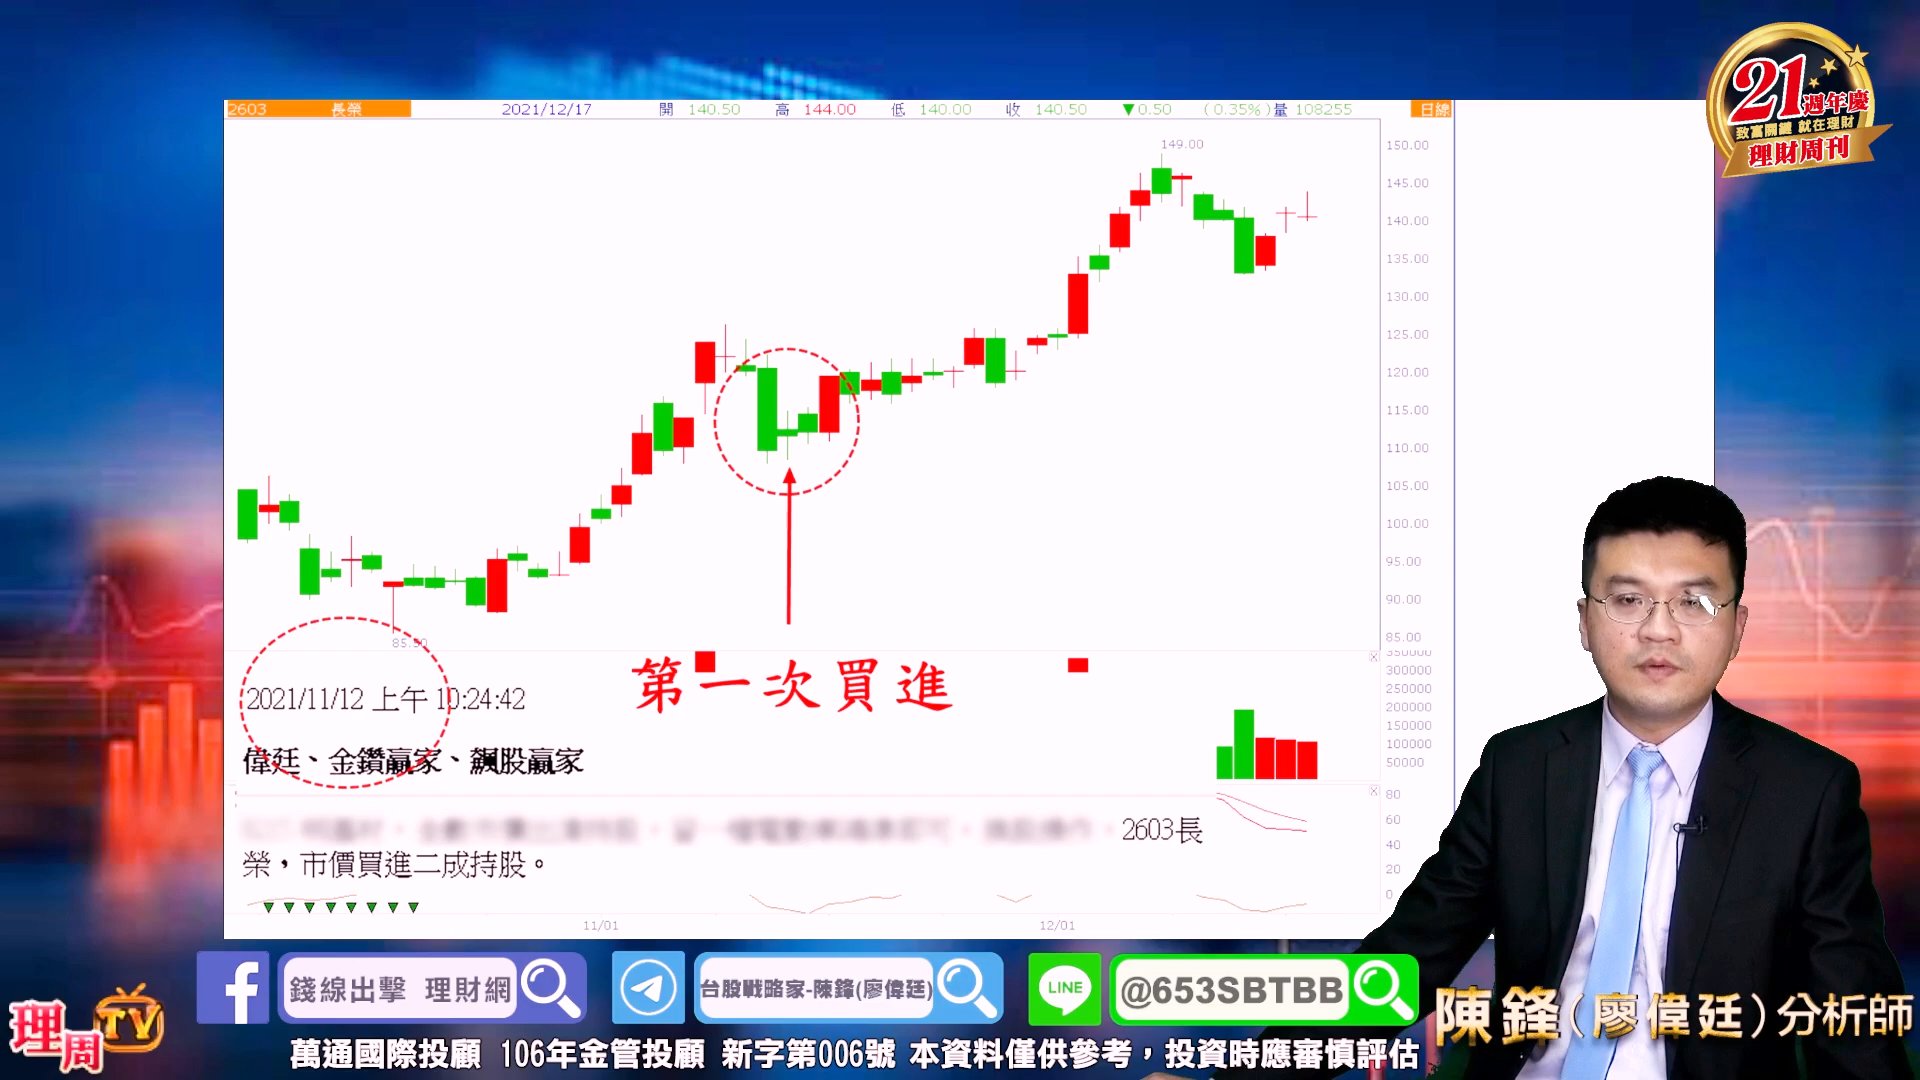 21週年慶
致富關鍵 就在理財
理財周刊
2603 長榮 2021/12/17 開 140.50 高 144.00 低 140.00 收 140.50 ▼0.50 (0.35%)量 108255 日線
149.00
150.00
145.00
140.00
135.00
130.00
125.00
120.00
115.00
110.00
105.00
100.00
95.00
90.00
85.00
85.50
350000
300000
250000
200000
150000
100000
50000
第一次買進
2021/11/12 上午 10:24:42
偉廷、金鑽贏家、飆股贏家
80
60
40
20
0
2603長
榮,市價買進二成持股。
11/01 12/01
錢線出擊 理財網
台股戰略家-陳鋒(廖偉廷)
LINE
@653SBTBB
陳鋒(廖偉廷)分析師
理周TV
萬通國際投顧 106年金管投顧 新字第006號 本資料僅供參考,投資時應審慎評估